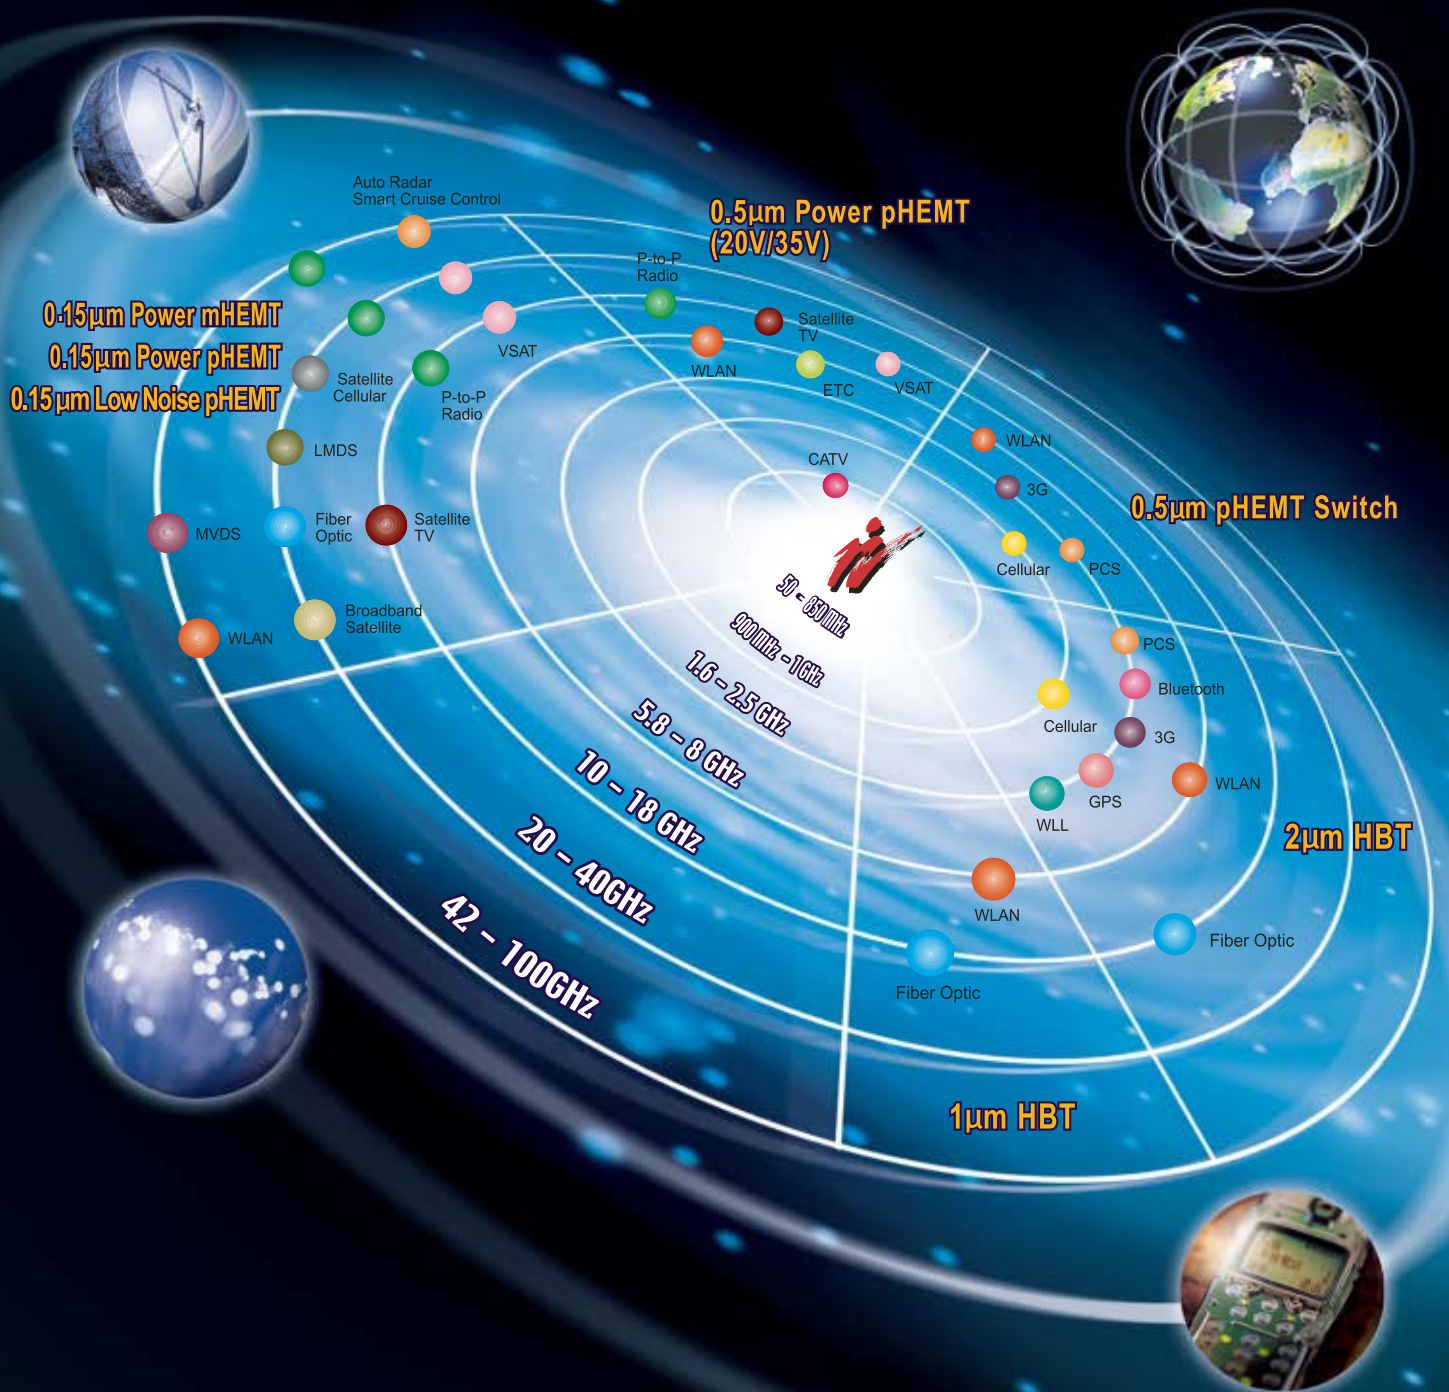 Auto Radar
Smart Cruise Control
0.5µm Power pHEMT
(20V/35V)
P-to-P
Radio
0.15µm Power mHEMT
0.15µm Power pHEMT
0.15µm Low Noise pHEMT
VSAT
Satellite
Cellular
P-to-P
Radio
LMDS
MVDS
Fiber
Optic
Satellite
TV
Broadband
Satellite
WLAN
Satellite
TV
WLAN
ETC
VSAT
CATV
WLAN
3G
0.5µm pHEMT Switch
Cellular
PCS
PCS
Bluetooth
Cellular
3G
GPS
WLAN
WLL
2µm HBT
WLAN
Fiber Optic
Fiber Optic
1µm HBT
50 – 850MHz
900 MHz – 1GHz
1.6 – 2.5 GHz
5.8 – 8 GHz
10 – 18 GHz
20 – 40GHz
42 – 100GHz